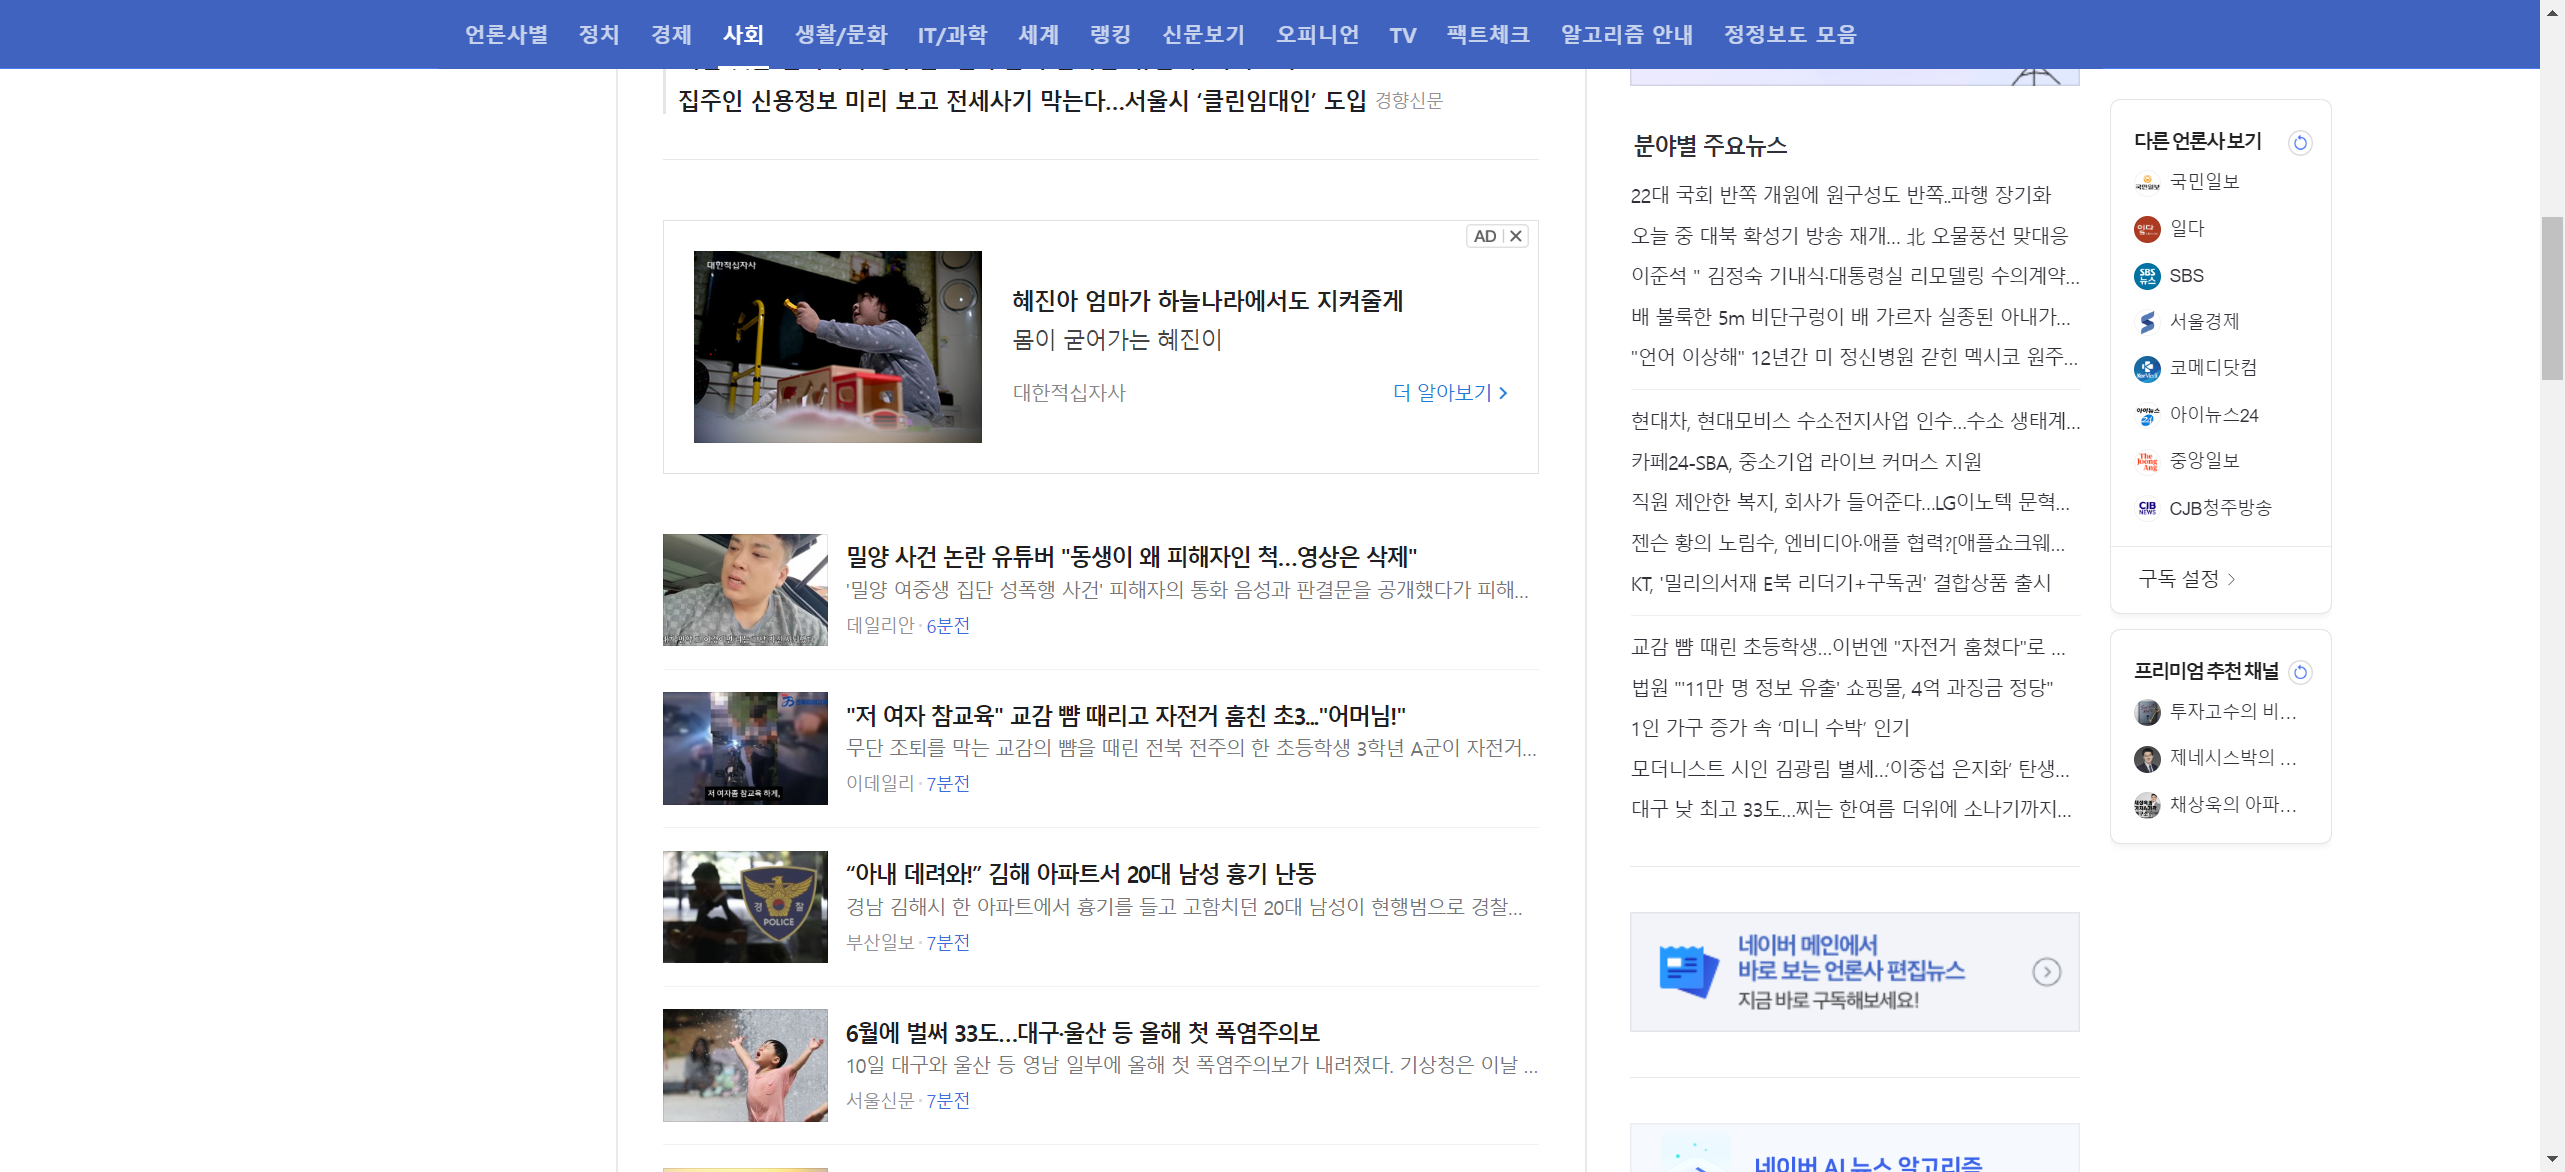 언론사별 정치 경제 사회 생활/문화 IT/과학 세계 랭킹 신문보기 오피니언 TV 팩트체크 알고리즘 안내 정정보도 모음
집주인 신용정보 미리 보고 전세사기 막는다…서울시 ‘클린임대인’ 도입 경향신문
AD
대한적십자사
혜진아 엄마가 하늘나라에서도 지켜줄게
몸이 굳어가는 혜진이
대한적십자사 더 알아보기
밀양 사건 논란 유튜버 "동생이 왜 피해자인 척…영상은 삭제"
'밀양 여중생 집단 성폭행 사건' 피해자의 통화 음성과 판결문을 공개했다가 피해...
데일리안 · 6분전
"저 여자 참교육" 교감 뺨 때리고 자전거 훔친 초3..."어머님!"
무단 조퇴를 막는 교감의 뺨을 때린 전북 전주의 한 초등학생 3학년 A군이 자전거...
이데일리 · 7분전
저 여자좀 참교육 하게,
“아내 데려와!” 김해 아파트서 20대 남성 흉기 난동
경남 김해시 한 아파트에서 흉기를 들고 고함치던 20대 남성이 현행범으로 경찰...
부산일보 · 7분전
경 찰
POLICE
6월에 벌써 33도…대구·울산 등 올해 첫 폭염주의보
10일 대구와 울산 등 영남 일부에 올해 첫 폭염주의보가 내려졌다. 기상청은 이날 ...
서울신문 · 7분전
분야별 주요뉴스
22대 국회 반쪽 개원에 원구성도 반쪽..파행 장기화
오늘 중 대북 확성기 방송 재개… 北 오물풍선 맞대응
이준석 " 김정숙 기내식·대통령실 리모델링 수의계약...
배 불룩한 5m 비단구렁이 배 가르자 실종된 아내가...
"언어 이상해" 12년간 미 정신병원 갇힌 멕시코 원주...
현대차, 현대모비스 수소전지사업 인수…수소 생태계...
카페24-SBA, 중소기업 라이브 커머스 지원
직원 제안한 복지, 회사가 들어준다…LG이노텍 문혁...
젠슨 황의 노림수, 엔비디아·애플 협력?[애플쇼크웨...
KT, '밀리의서재 E북 리더기+구독권' 결합상품 출시
교감 뺨 때린 초등학생…이번엔 "자전거 훔쳤다"로 ...
법원 "'11만 명 정보 유출' 쇼핑몰, 4억 과징금 정당"
1인 가구 증가 속 ‘미니 수박’ 인기
모더니스트 시인 김광림 별세…‘이중섭 은지화’ 탄생...
대구 낮 최고 33도…찌는 한여름 더위에 소나기까지...
네이버 메인에서
바로 보는 언론사 편집뉴스
지금 바로 구독해보세요!
네이버 AI 뉴스 알고리즘
다른 언론사 보기
국민일보 국민일보
일다 일다
SBS 뉴스 SBS
서울경제
코메디닷컴
아이뉴스 24 아이뉴스24
The JoongAng 중앙일보
CJB NEWS CJB청주방송
구독 설정
프리미엄 추천 채널
투자고수의 비...
제네시스박의 ...
채상욱의 아파...